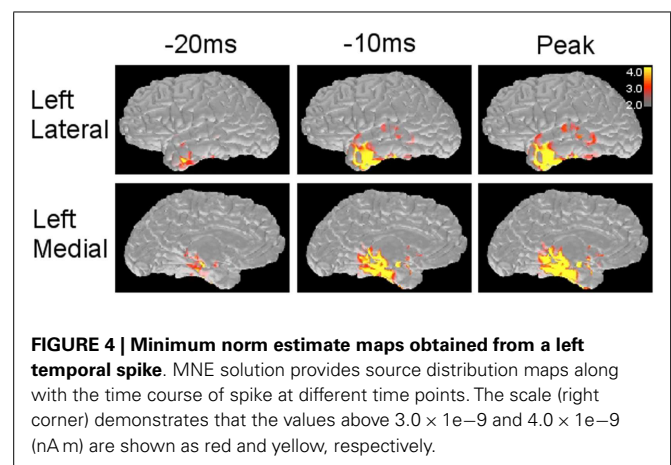 -20ms -10ms Peak
Left
Lateral
4.0
3.0
2.0
Left
Medial
FIGURE 4 | Minimum norm estimate maps obtained from a left
temporal spike. MNE solution provides source distribution maps along
with the time course of spike at different time points. The scale (right
corner) demonstrates that the values above 3.0 × 1e−9 and 4.0 × 1e−9
(nA m) are shown as red and yellow, respectively.